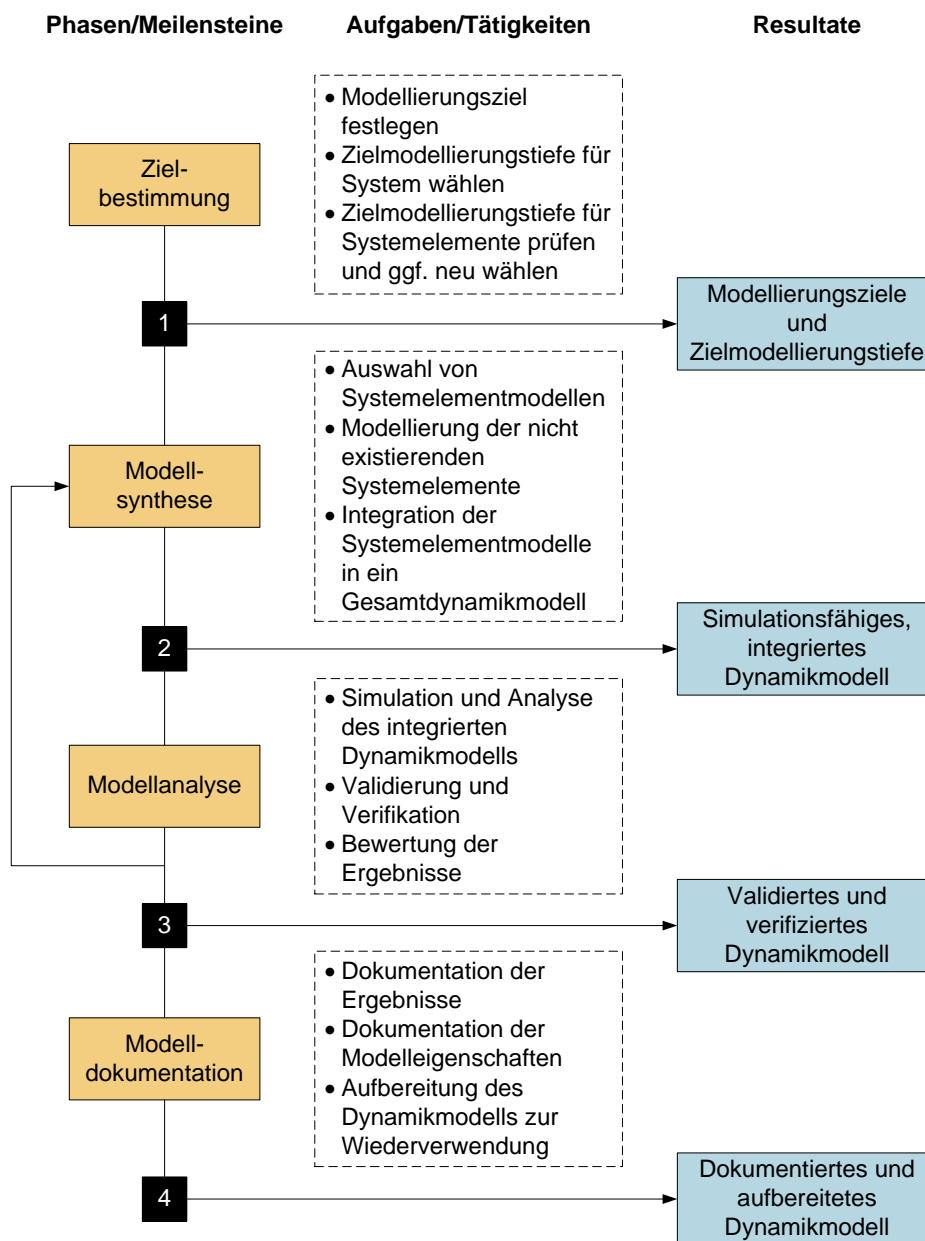 Phasen/Meilensteine
Aufgaben/Tätigkeiten
Resultate
Ziel-
bestimmung
• Modellierungsziel
festlegen
• Zielmodellierungstiefe für
System wählen
• Zielmodellierungstiefe für
Systemelemente prüfen
und ggf. neu wählen
1
Modellierungsziele
und
Zielmodellierungstiefe
Modell-
synthese
• Auswahl von
Systemelementmodellen
• Modellierung der nicht
existierenden
Systemelemente
• Integration der
Systemelementmodelle
in ein
Gesamtdynamikmodell
2
Simulationsfähiges,
integriertes
Dynamikmodell
Modellanalyse
• Simulation und Analyse
des integrierten
Dynamikmodells
• Validierung und
Verifikation
• Bewertung der
Ergebnisse
3
Validiertes und
verifiziertes
Dynamikmodell
Modell-
dokumentation
• Dokumentation der
Ergebnisse
• Dokumentation der
Modelleigenschaften
• Aufbereitung des
Dynamikmodells zur
Wiederverwendung
4
Dokumentiertes und
aufbereitetes
Dynamikmodell